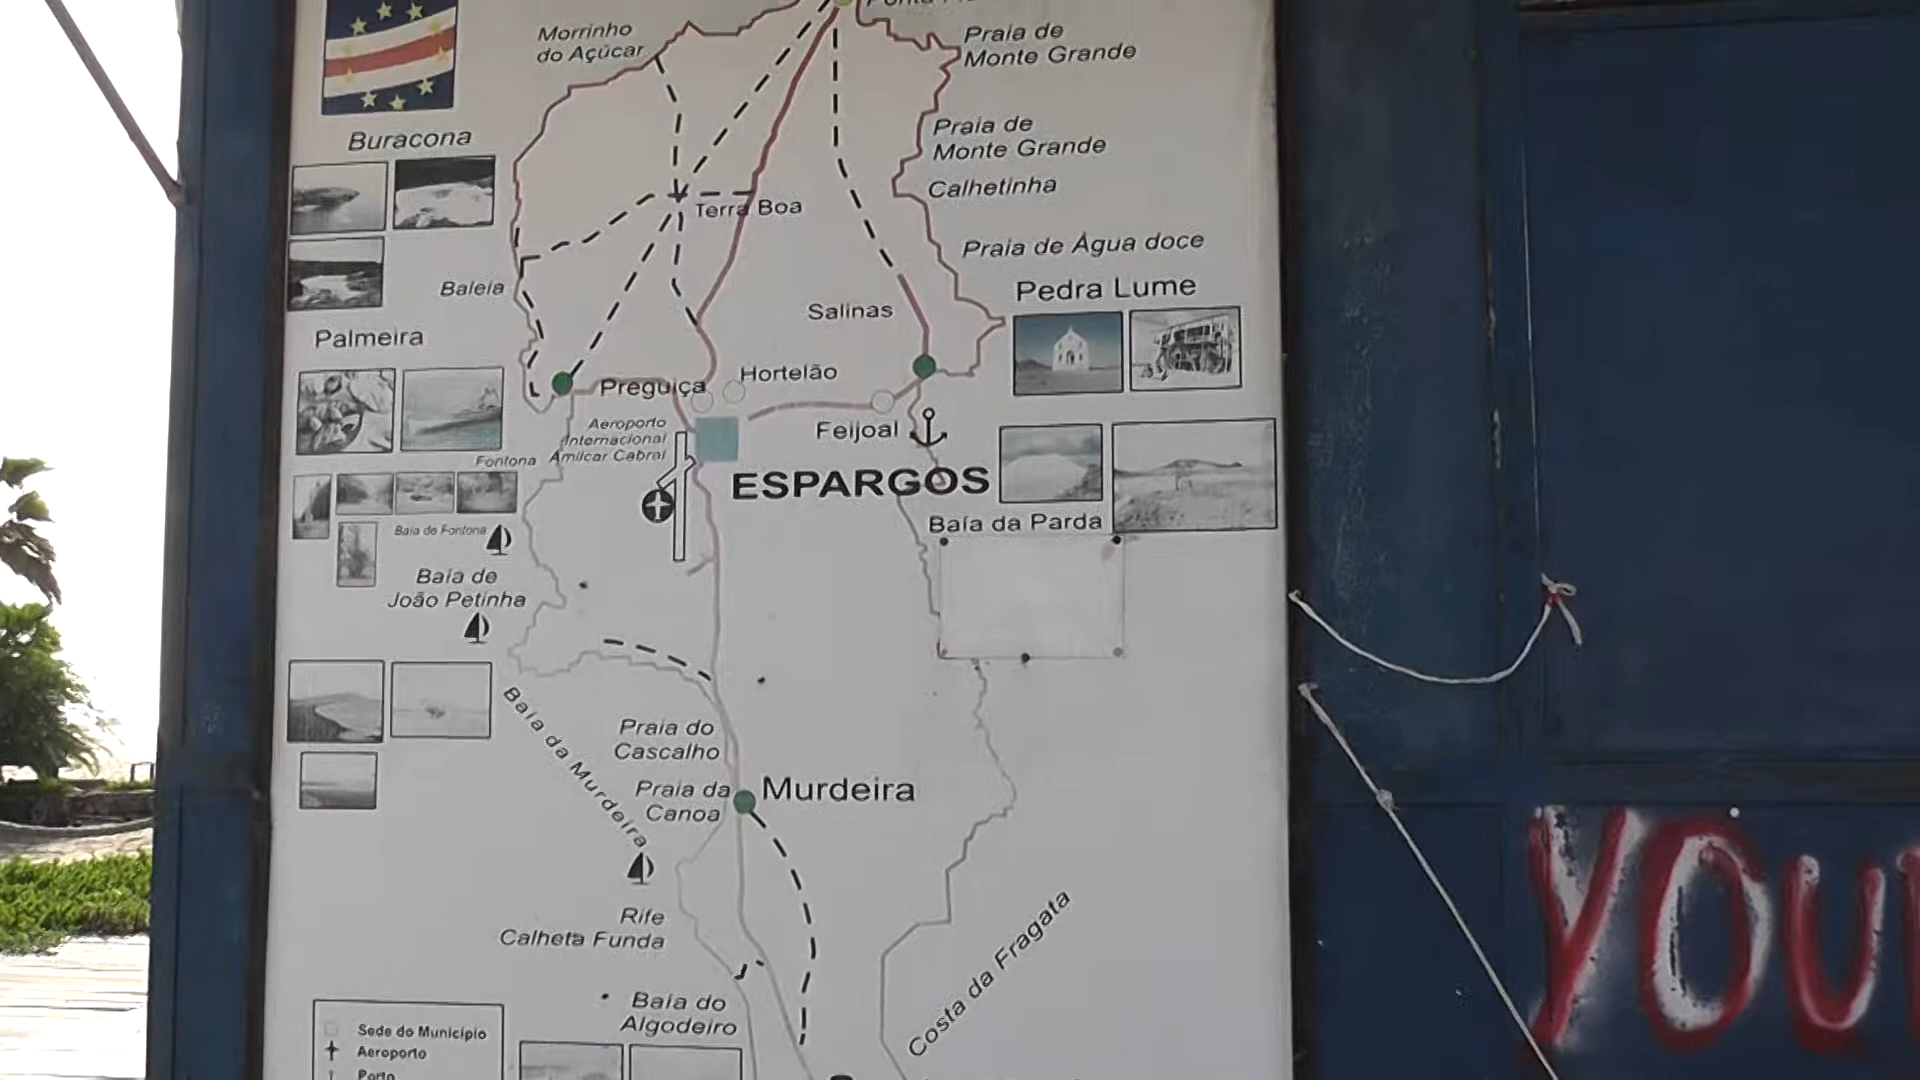 Morrinho
do Açúcar
Praia de
Monte Grande
Buracona
Praia de
Monte Grande
Calhetinha
Terra Boa
Praia de Água doce
Baleia
Pedra Lume
Salinas
Palmeira
Hortelão
Preguiça
Aeroporto
Internacional
Amilcar Cabral
Feijoal
Fontona
ESPARGOS
Baía da Parda
Baia de Fontona
Baía de
João Petinha
Baía da Murdeira
Praia do
Cascalho
Praia da
Canoa
Murdeira
Rife
Calheta Funda
Costa da Fragata
Baía do
Algodeiro
Sede do Município
Aeroporto
Porto
YOU